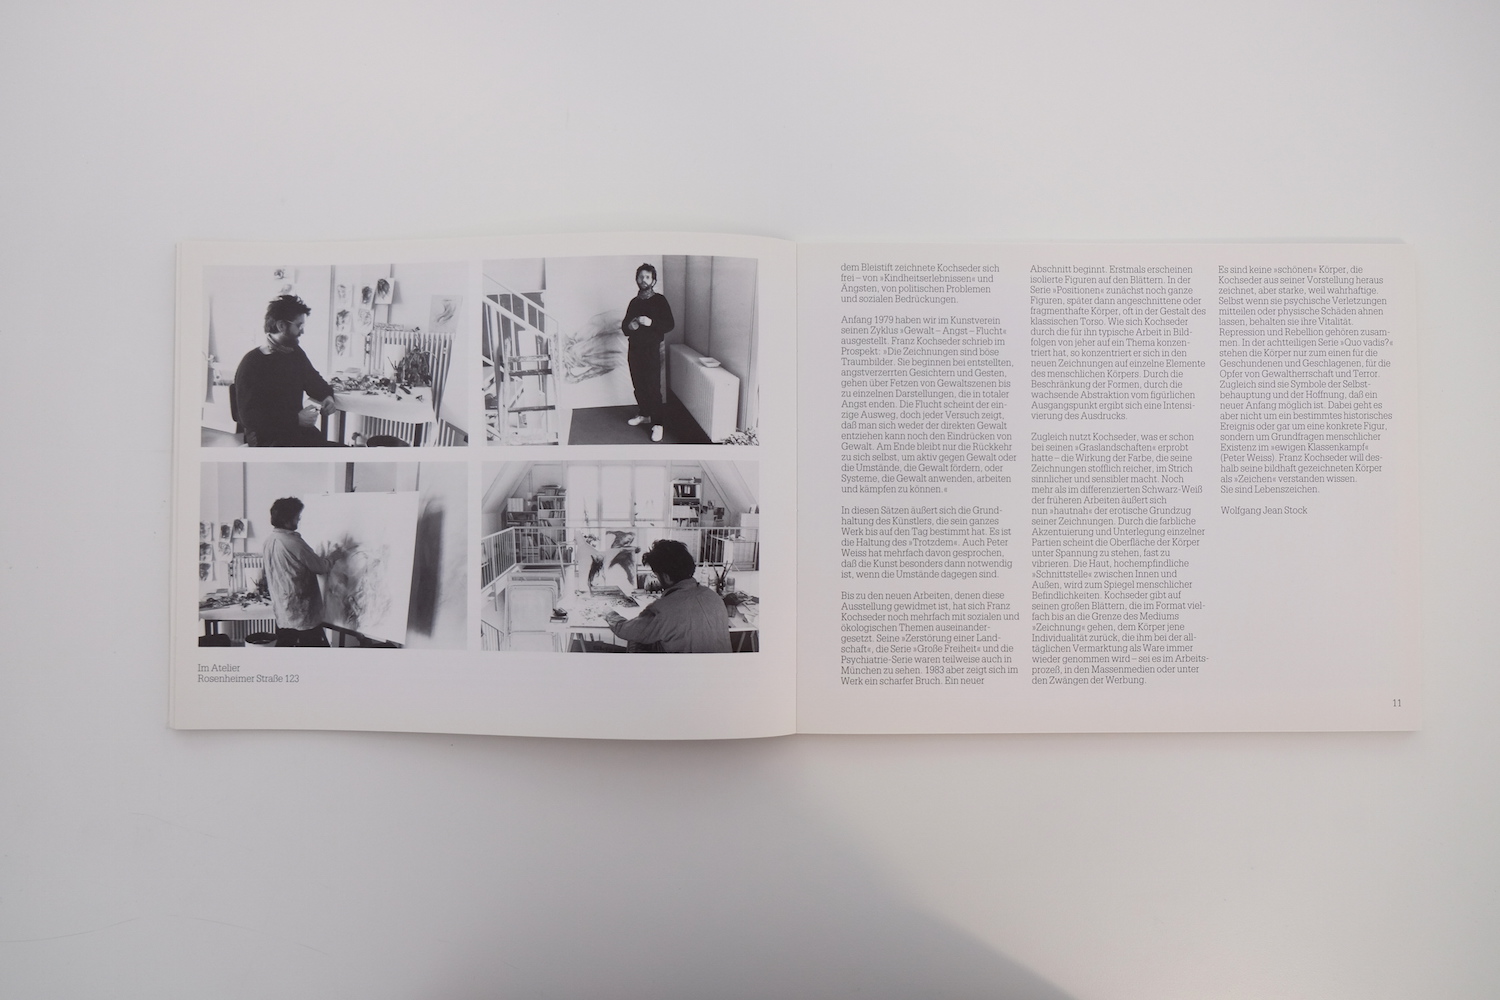 Im Atelier
Rosenheimer Straße 123
dem Bleistift zeichnete Kochseder sich
frei – von »Kindheitserlebnissen« und
Ängsten, von politischen Problemen
und sozialen Bedrückungen.
Anfang 1979 haben wir im Kunstverein
seinen Zyklus »Gewalt – Angst – Flucht«
ausgestellt. Franz Kochseder schrieb im
Prospekt: »Die Zeichnungen sind böse
Traumbilder. Sie beginnen bei entstellten,
angstverzerrten Gesichtern und Gesten,
gehen über Fetzen von Gewaltszenen bis
zu einzelnen Darstellungen, die in totaler
Angst enden. Die Flucht scheint der ein-
zige Ausweg, doch jeder Versuch zeigt,
daß man sich weder der direkten Gewalt
entziehen kann noch den Eindrücken von
Gewalt. Am Ende bleibt nur die Rückkehr
zu sich selbst, um aktiv gegen Gewalt oder
die Umstände, die Gewalt fördern, oder
Systeme, die Gewalt anwenden, arbeiten
und kämpfen zu können.«
In diesen Sätzen äußert sich die Grund-
haltung des Künstlers, die sein ganzes
Werk bis auf den Tag bestimmt hat. Es ist
die Haltung des »Trotzdem«. Auch Peter
Weiss hat mehrfach davon gesprochen,
daß die Kunst besonders dann notwendig
ist, wenn die Umstände dagegen sind.
Bis zu den neuen Arbeiten, denen diese
Ausstellung gewidmet ist, hat sich Franz
Kochseder noch mehrfach mit sozialen und
ökologischen Themen auseinander-
gesetzt. Seine »Zerstörung einer Land-
schaft«, die Serie »Große Freiheit« und die
Psychiatrie-Serie waren teilweise auch in
München zu sehen. 1983 aber zeigt sich im
Werk ein scharfer Bruch. Ein neuer
Abschnitt beginnt. Erstmals erscheinen
isolierte Figuren auf den Blättern. In der
Serie »Positionen« zunächst noch ganze
Figuren, später dann angeschnittene oder
fragmenthafte Körper, oft in der Gestalt des
klassischen Torso. Wie sich Kochseder
durch die für ihn typische Arbeit in Bild-
folgen von jeher auf ein Thema konzen-
triert hat, so konzentriert er sich in den
neuen Zeichnungen auf einzelne Elemente
des menschlichen Körpers. Durch die
Beschränkung der Formen, durch die
wachsende Abstraktion vom figürlichen
Ausgangspunkt ergibt sich eine Intensi-
vierung des Ausdrucks.
Zugleich nutzt Kochseder, was er schon
bei seinen »Graslandschaften« erprobt
hatte – die Wirkung der Farbe, die seine
Zeichnungen stofflich reicher, im Strich
sinnlicher und sensibler macht. Noch
mehr als im differenzierten Schwarz-Weiß
der früheren Arbeiten äußert sich
nun »hautnah« der erotische Grundzug
seiner Zeichnungen. Durch die farbliche
Akzentuierung und Unterlegung einzelner
Partien scheint die Oberfläche der Körper
unter Spannung zu stehen, fast zu
vibrieren. Die Haut, hochempfindliche
»Schnittstelle« zwischen Innen und
Außen, wird zum Spiegel menschlicher
Befindlichkeiten. Kochseder gibt auf
seinen großen Blättern, die im Format viel-
fach bis an die Grenze des Mediums
»Zeichnung« gehen, dem Körper jene
Individualität zurück, die ihm bei der all-
täglichen Vermarktung als Ware immer
wieder genommen wird – sei es im Arbeits-
prozeß, in den Massenmedien oder unter
den Zwängen der Werbung.
Es sind keine »schönen« Körper, die
Kochseder aus seiner Vorstellung heraus
zeichnet, aber starke, weil wahrhaftige.
Selbst wenn sie psychische Verletzungen
mitteilen oder physische Schäden ahnen
lassen, behalten sie ihre Vitalität.
Repression und Rebellion gehören zusam-
men. In der achtteiligen Serie »Quo vadis?«
stehen die Körper nur zum einen für die
Geschundenen und Geschlagenen, für die
Opfer von Gewaltherrschaft und Terror.
Zugleich sind sie Symbole der Selbst-
behauptung und der Hoffnung, daß ein
neuer Anfang möglich ist. Dabei geht es
aber nicht um ein bestimmtes historisches
Ereignis oder gar um eine konkrete Figur,
sondern um Grundfragen menschlicher
Existenz im »ewigen Klassenkampf«
(Peter Weiss). Franz Kochseder will des-
halb seine bildhaft gezeichneten Körper
als »Zeichen« verstanden wissen.
Sie sind Lebenszeichen.
Wolfgang Jean Stock
11